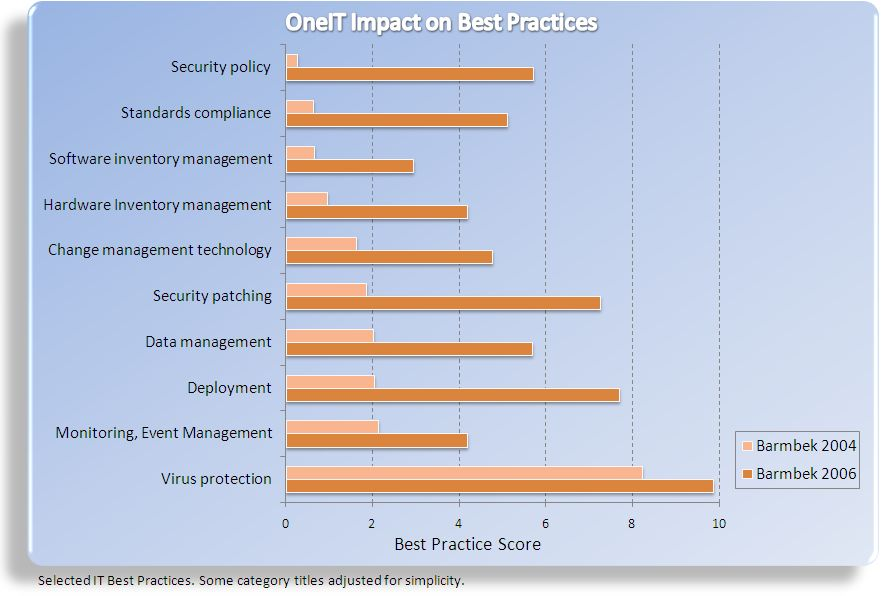 OneIT Impact on Best Practices
Security policy
Standards compliance
Software inventory management
Hardware Inventory management
Change management technology
Security patching
Data management
Deployment
Monitoring, Event Management
Virus protection
Barmbek 2004
Barmbek 2006
0 2 4 6 8 10
Best Practice Score
Selected IT Best Practices. Some category titles adjusted for simplicity.